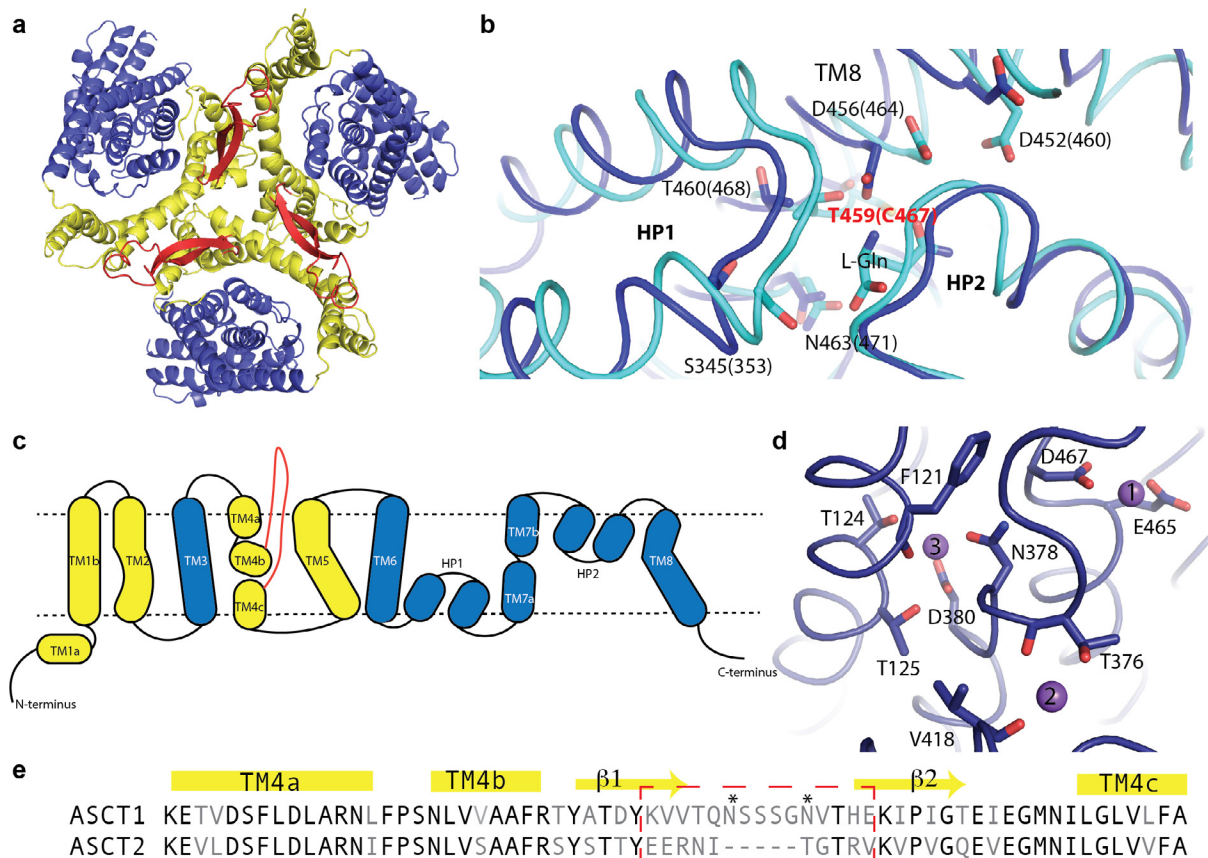 a
b
TM8
D456(464)
D452(460)
T460(468)
T459(C467)
HP1
L-Gln
HP2
N463(471)
S345(353)
c
TM1b
TM2
TM3
TM4a
TM4b
TM4c
TM5
TM6
HP1
TM7b
TM7a
HP2
TM8
TM1a
N-terminus
C-terminus
d
F121
D467
1
T124
E465
3
N378
D380
T125
T376
2
V418
e
TM4a TM4b β1 β2 TM4c
* *
ASCT1 KETVDSFLDLARNLFPSNLVVAAFRTYATDYKVVTQNSSSGNVTHEKIPIGTEIEGMNILGLVLFA
ASCT2 KEVLDSFLDLARNIFPSNLVSAAFRSYSTTYEERNI-----TGTRVKVPVGQEVEGMNILGLVVFA